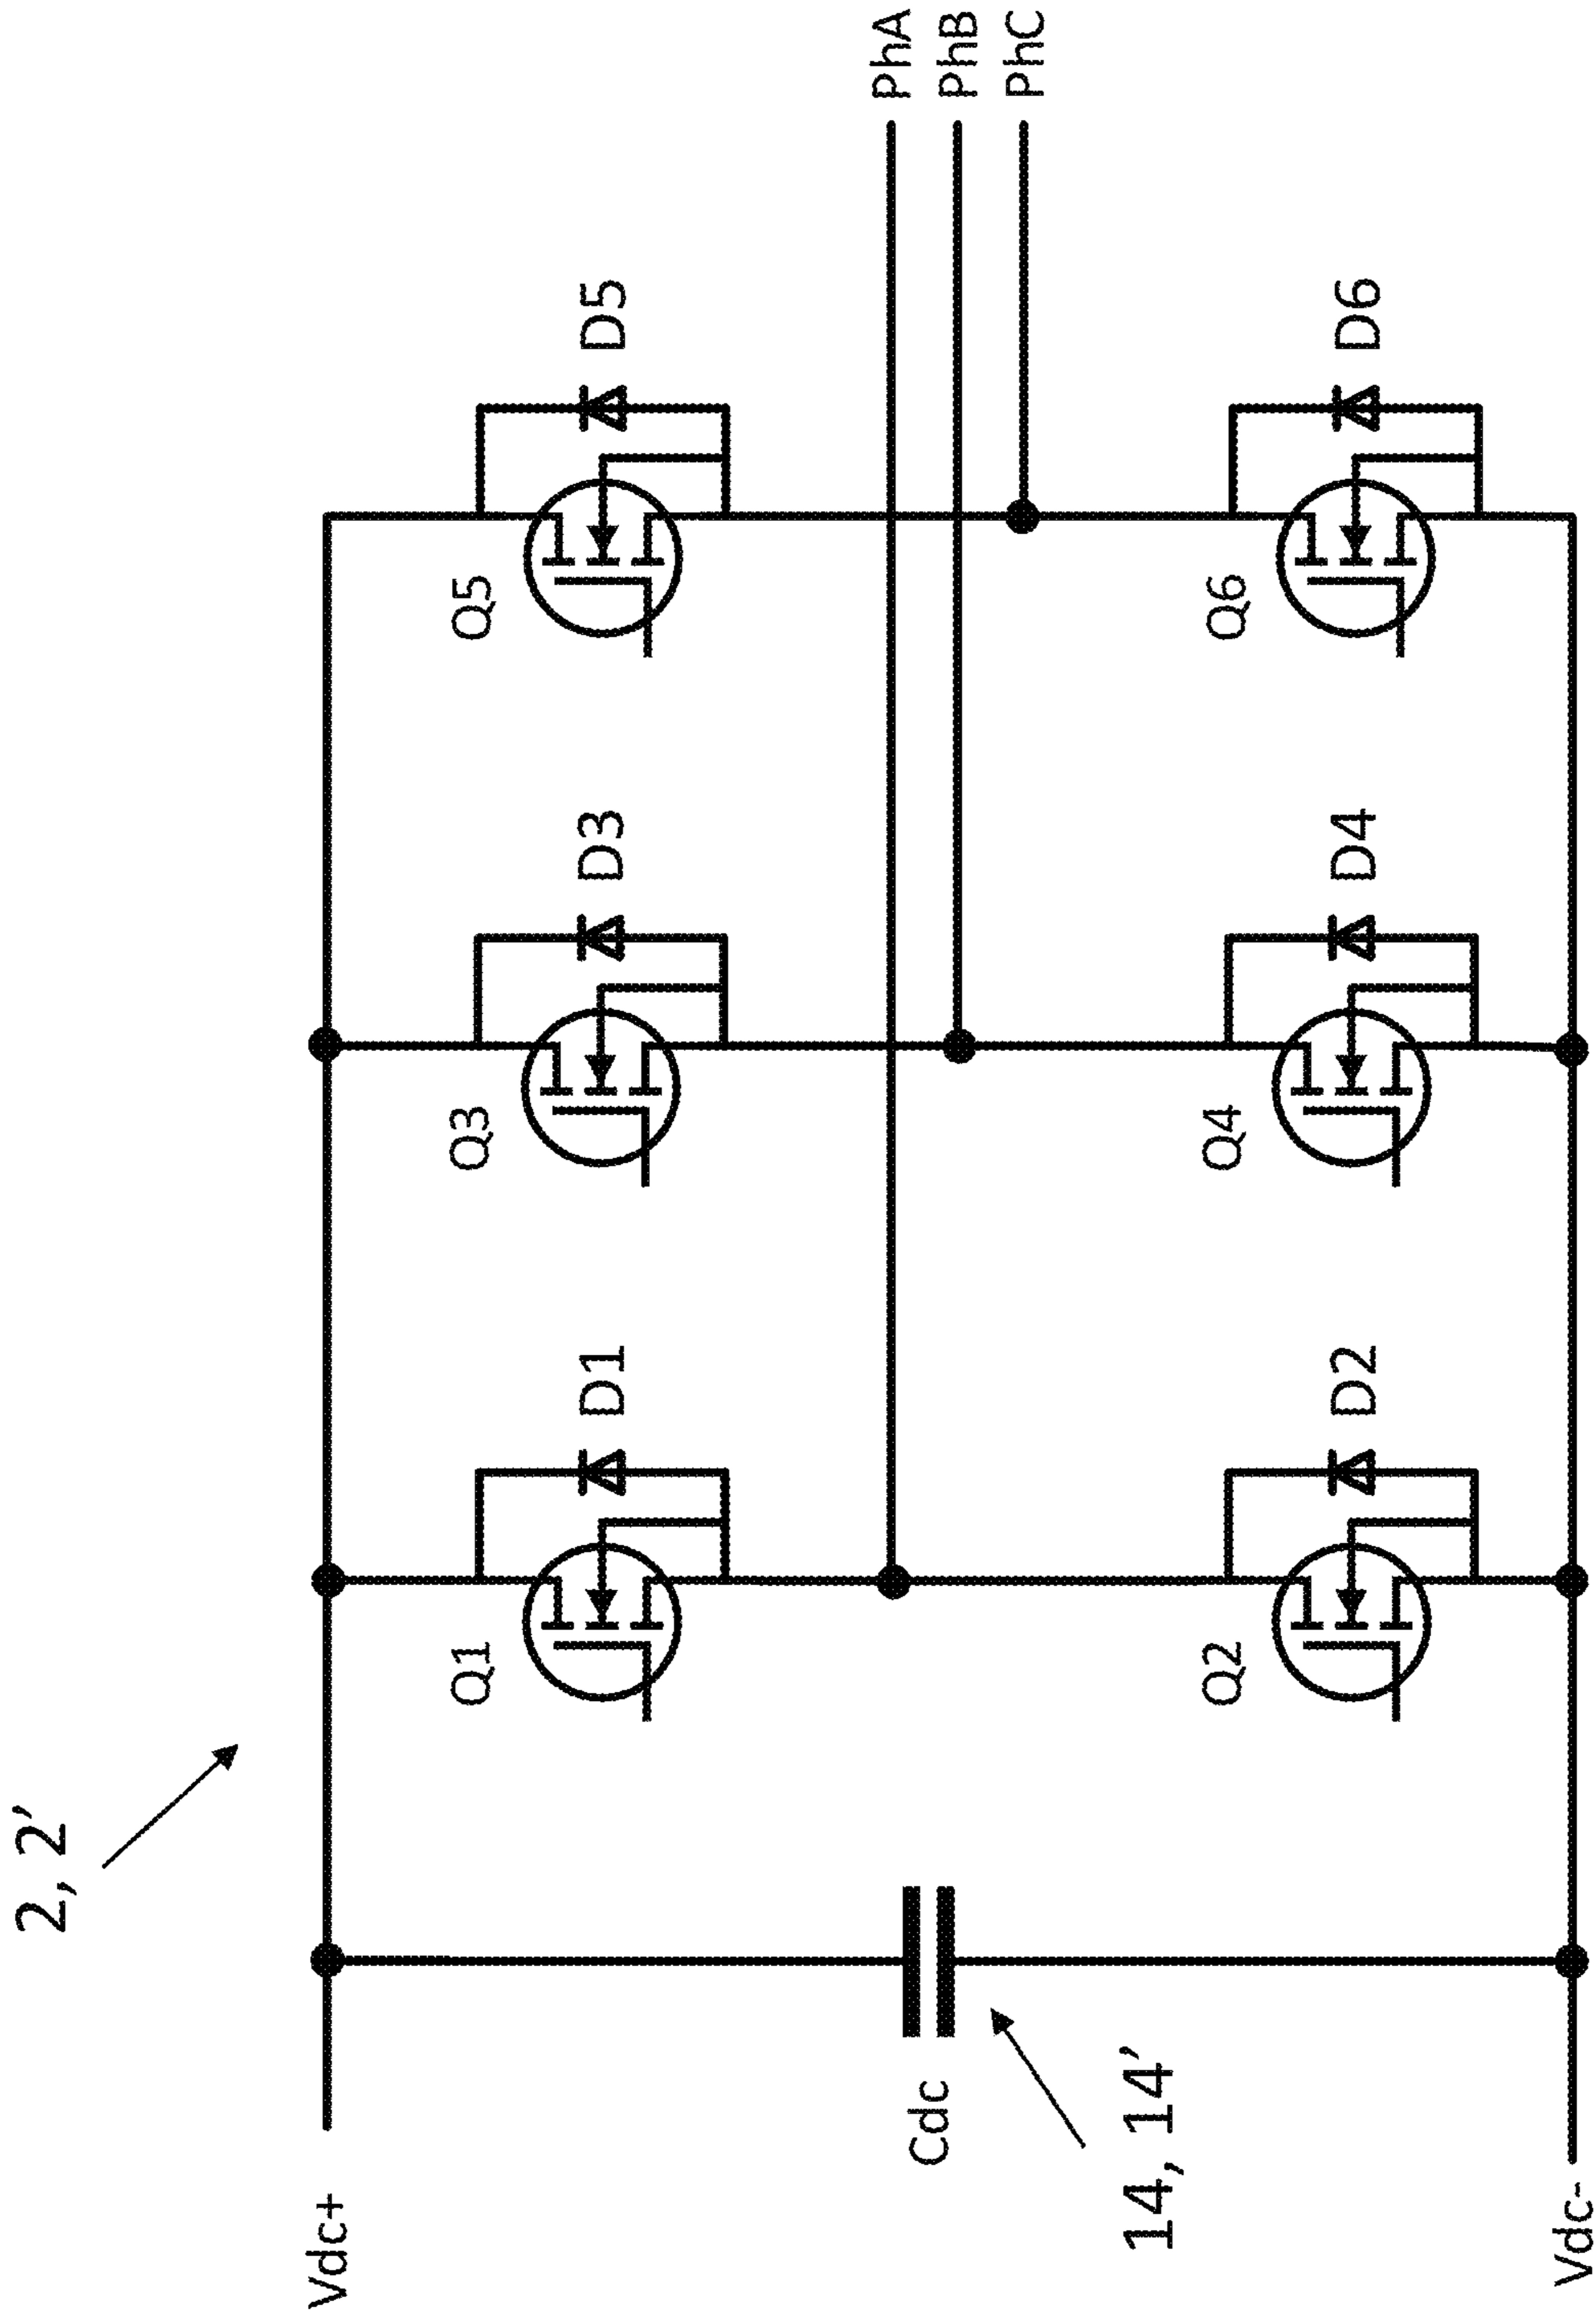 2, 2’
Vdc+
Q1
D1
Q3
D3
Q5
D5
PhA
PhB
PhC
Cdc
14, 14’
Q2
D2
Q4
D4
Q6
D6
Vdc-